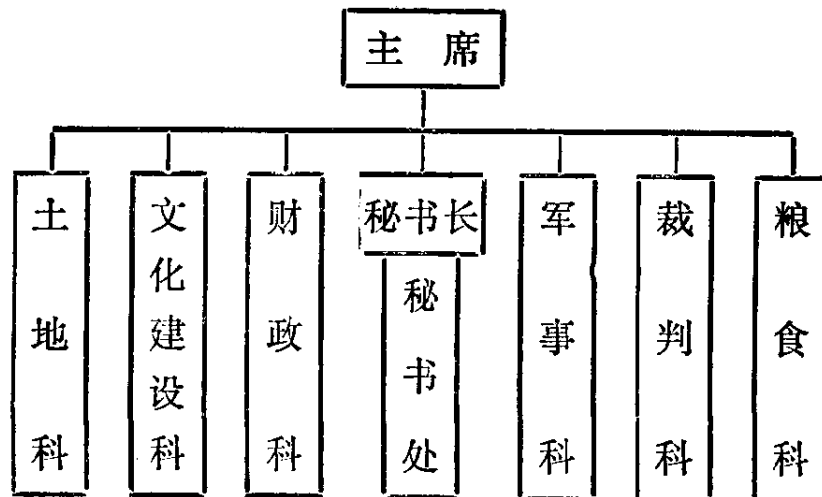 主席
土地科
文化建设科
财政科
秘书长
秘书处
军事科
裁判科
粮食科